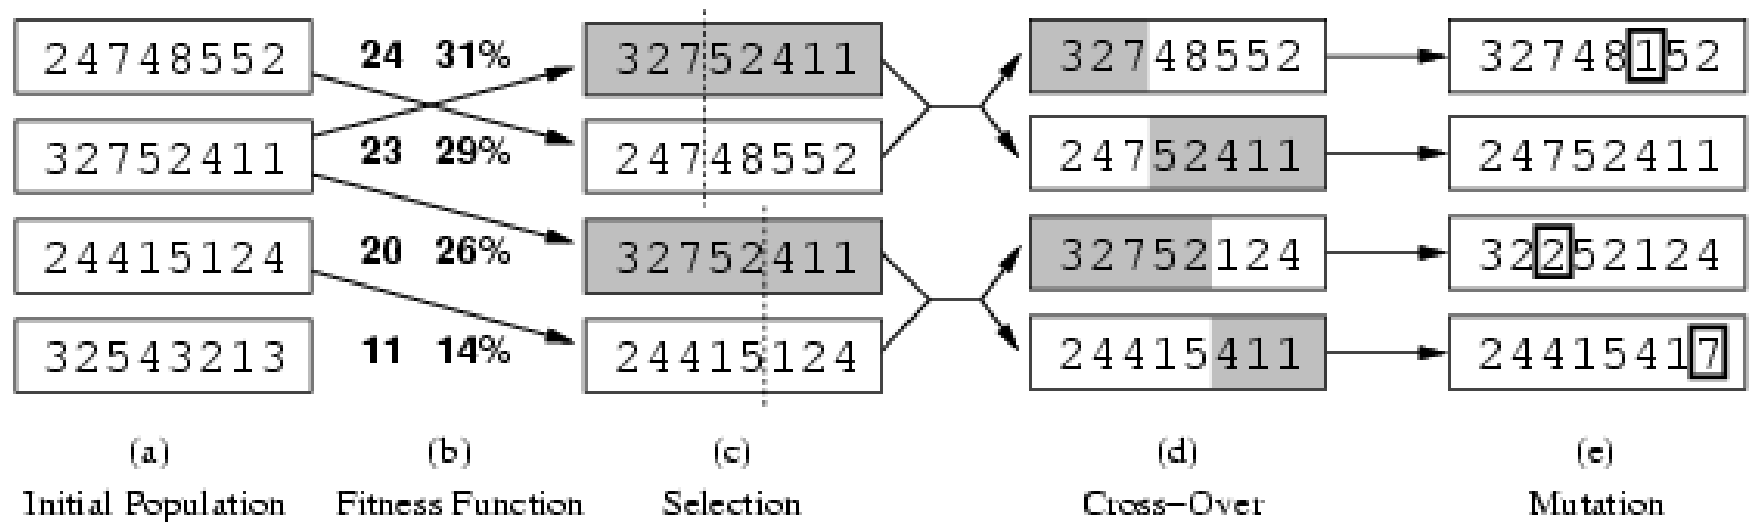 24748552 24 31% 32752411 32748552 32748152
32752411 23 29% 24748552 24752411 24752411
24415124 20 26% 32752411 32752124 32252124
32543213 11 14% 24415124 24415411 24415417
(a) (b) (c) (d) (e)
Initial Population Fitness Function Selection Cross-Over Mutation